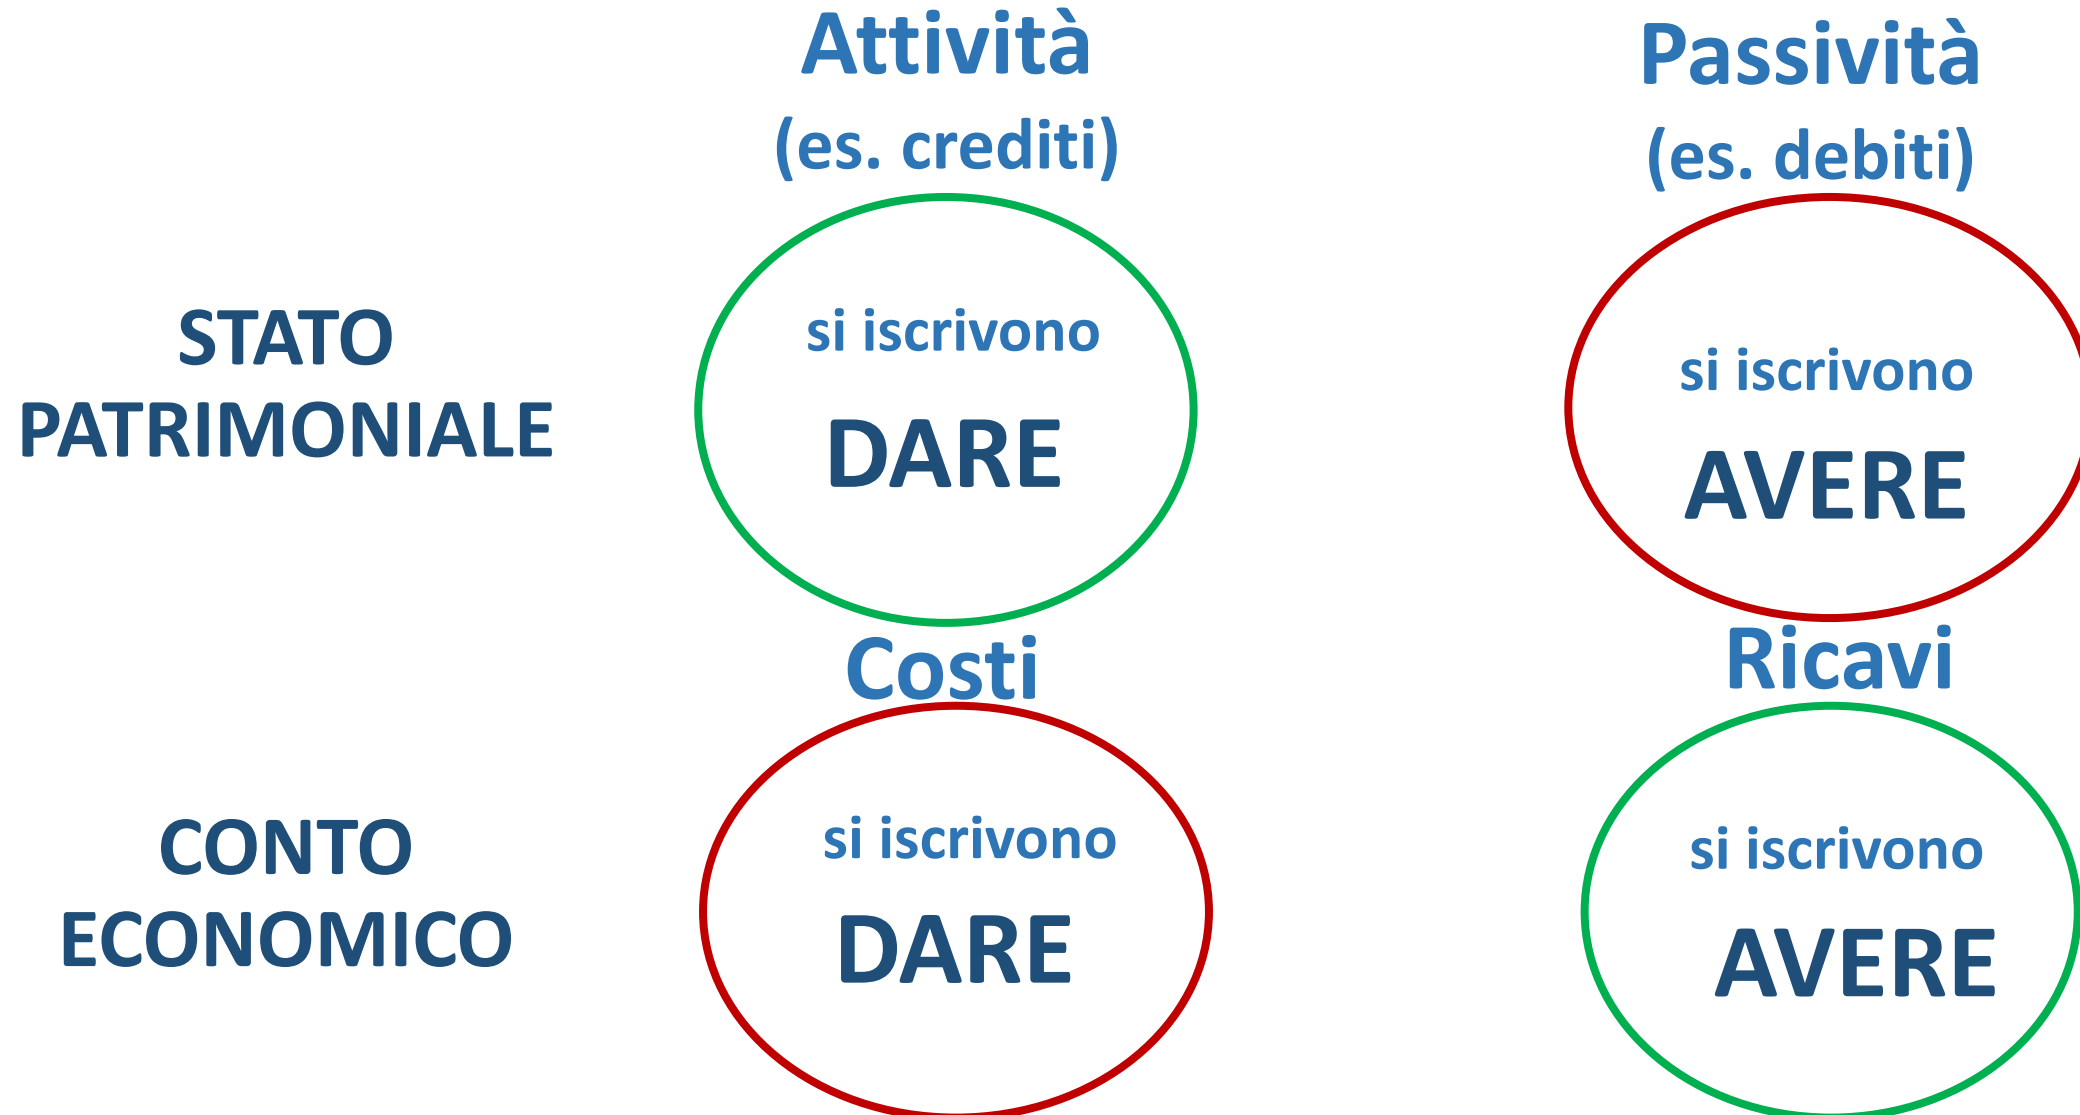 Attività
(es. crediti)
Passività
(es. debiti)
STATO
PATRIMONIALE
si iscrivono
DARE
si iscrivono
AVERE
Costi
Ricavi
CONTO
ECONOMICO
si iscrivono
DARE
si iscrivono
AVERE